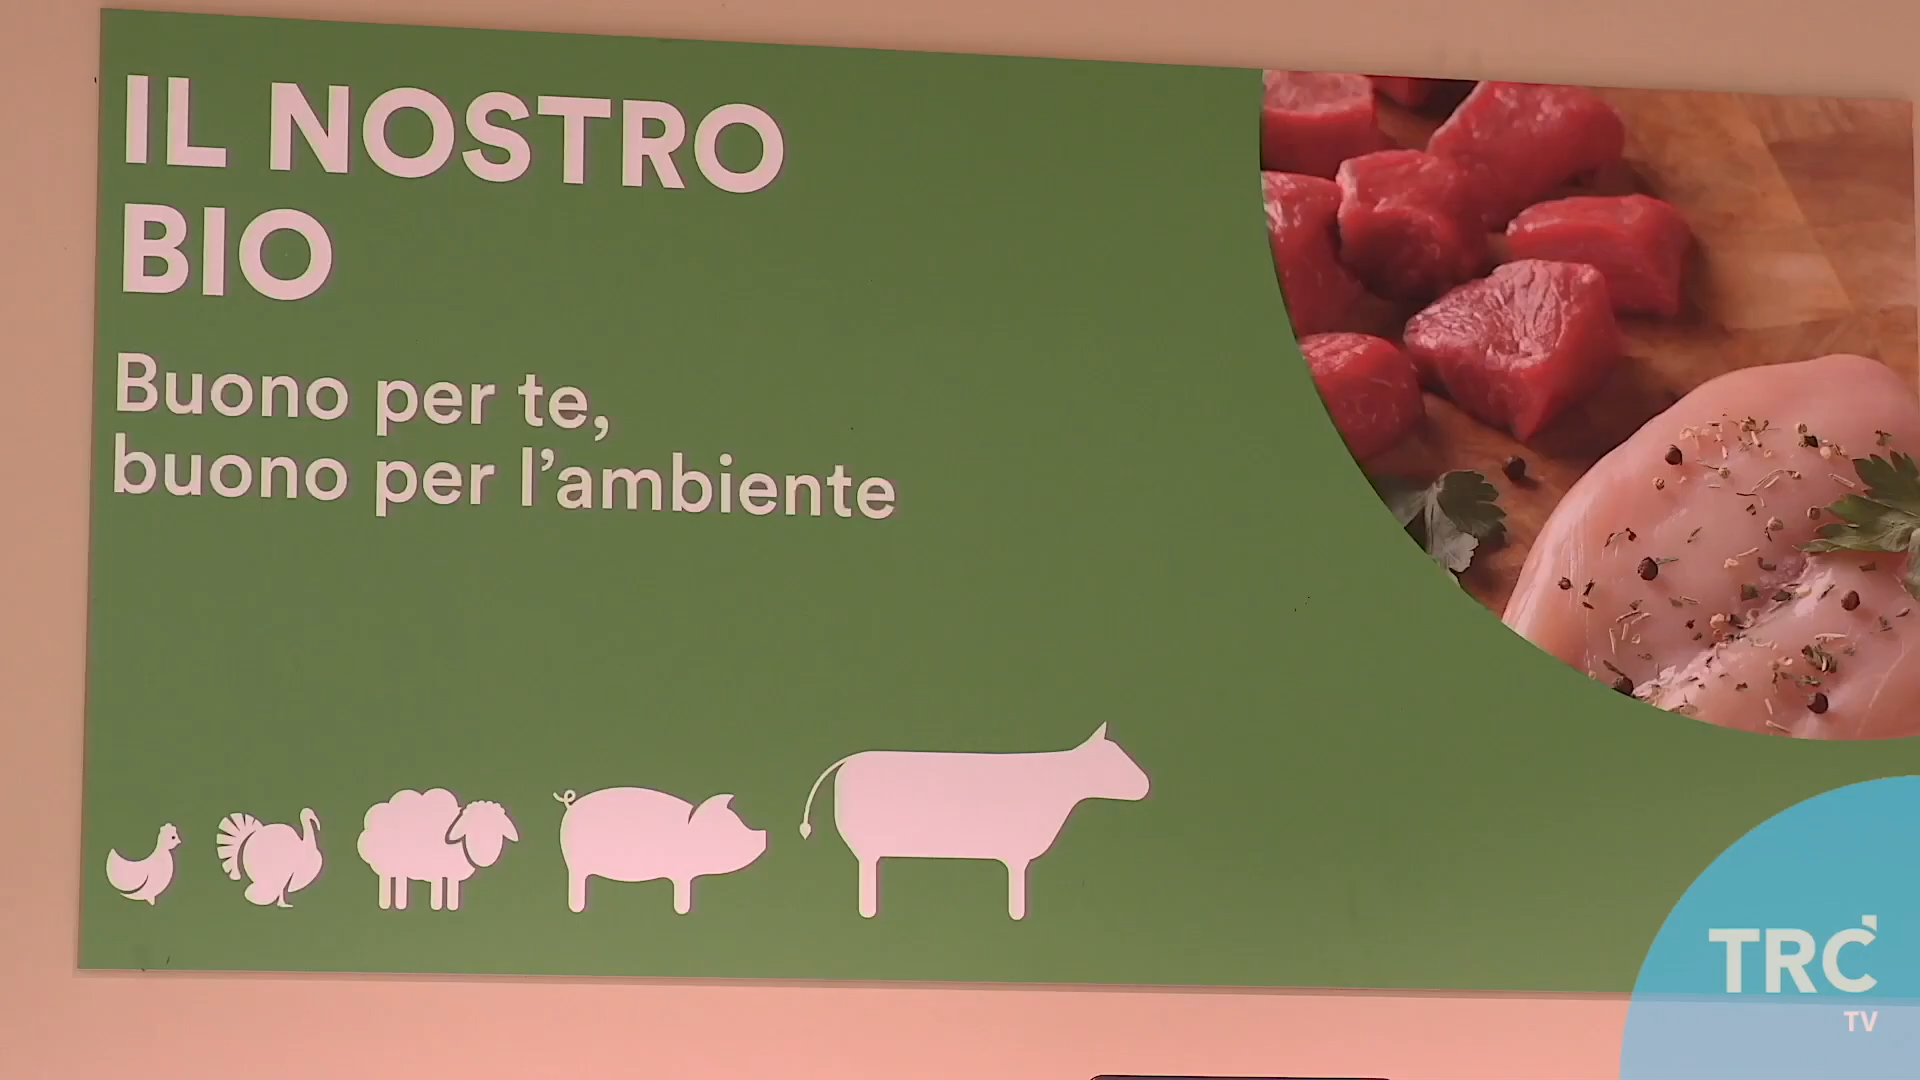 IL NOSTRO
BIO
Buono per te,
buono per l’ambiente
TRC
TV